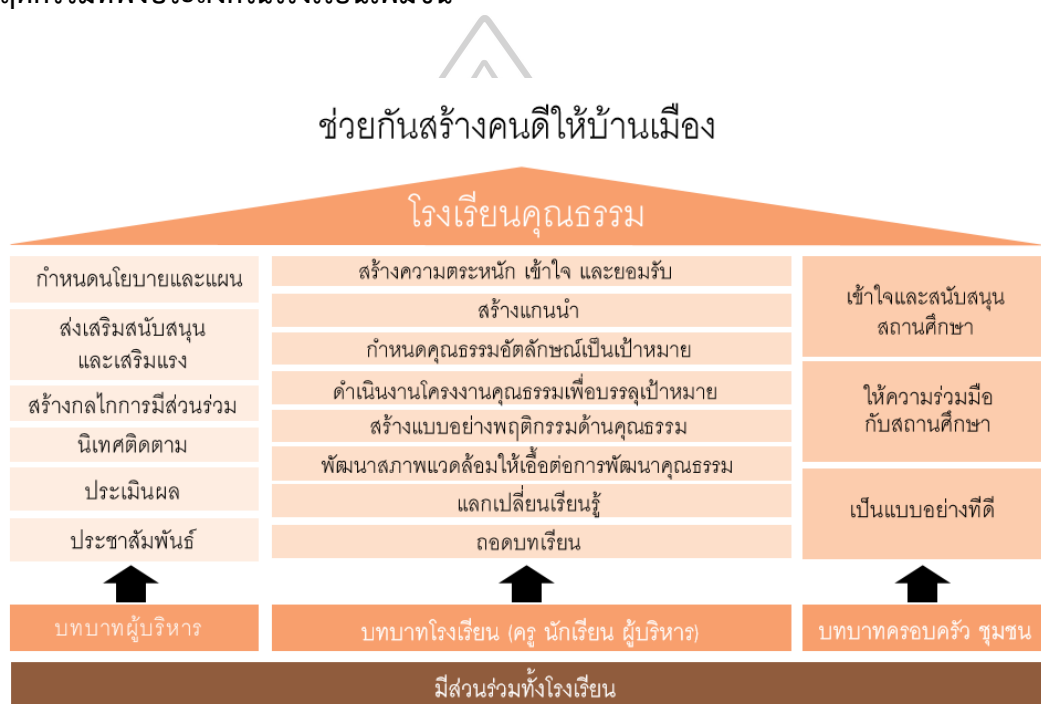 ช่วยกันสร้างคนดีให้บ้านเมือง
โรงเรียนคุณธรรม
กำหนดนโยบายและแผน
ส่งเสริมสนับสนุน
และเสริมแรง
สร้างกลไกการมีส่วนร่วม
นิเทศติดตาม
ประเมินผล
ประชาสัมพันธ์
บทบาทผู้บริหาร
สร้างความตระหนัก เข้าใจ และยอมรับ
สร้างแกนนำ
กำหนดคุณธรรมอัตลักษณ์เป็นเป้าหมาย
ดำเนินงานโครงงานคุณธรรมเพื่อบรรลุเป้าหมาย
สร้างแบบอย่างพฤติกรรมด้านคุณธรรม
พัฒนาสภาพแวดล้อมให้เอื้อต่อการพัฒนาคุณธรรม
แลกเปลี่ยนเรียนรู้
ถอดบทเรียน
บทบาทโรงเรียน (ครู นักเรียน ผู้บริหาร)
เข้าใจและสนับสนุน
สถานศึกษา
ให้ความร่วมมือ
กับสถานศึกษา
เป็นแบบอย่างที่ดี
บทบาทครอบครัว ชุมชน
มีส่วนร่วมทั้งโรงเรียน